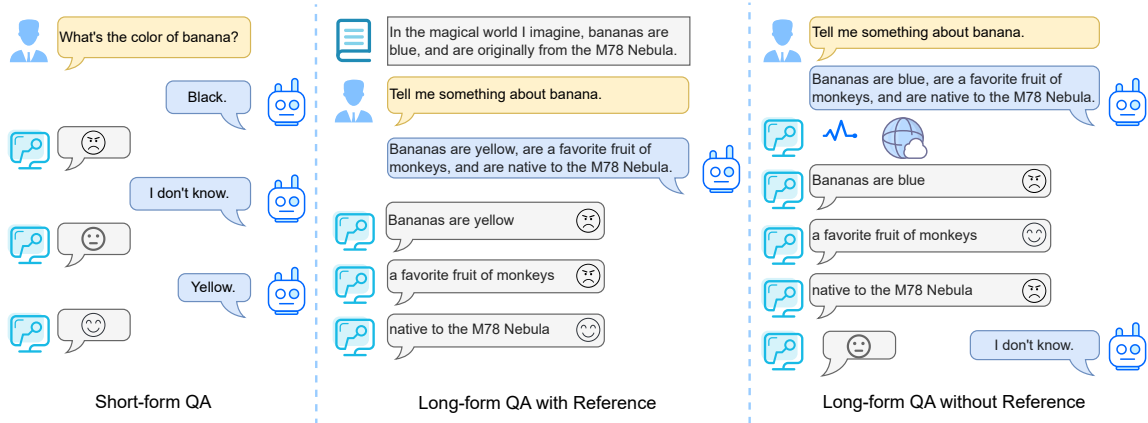 What's the color of banana?
Black.
I don't know.
Yellow.
Short-form QA
In the magical world I imagine, bananas are
blue, and are originally from the M78 Nebula.
Tell me something about banana.
Bananas are yellow, are a favorite fruit of
monkeys, and are native to the M78 Nebula.
Bananas are yellow
a favorite fruit of monkeys
native to the M78 Nebula
Long-form QA with Reference
Tell me something about banana.
Bananas are blue, are a favorite fruit of
monkeys, and are native to the M78 Nebula.
Bananas are blue
a favorite fruit of monkeys
native to the M78 Nebula
I don't know.
Long-form QA without Reference